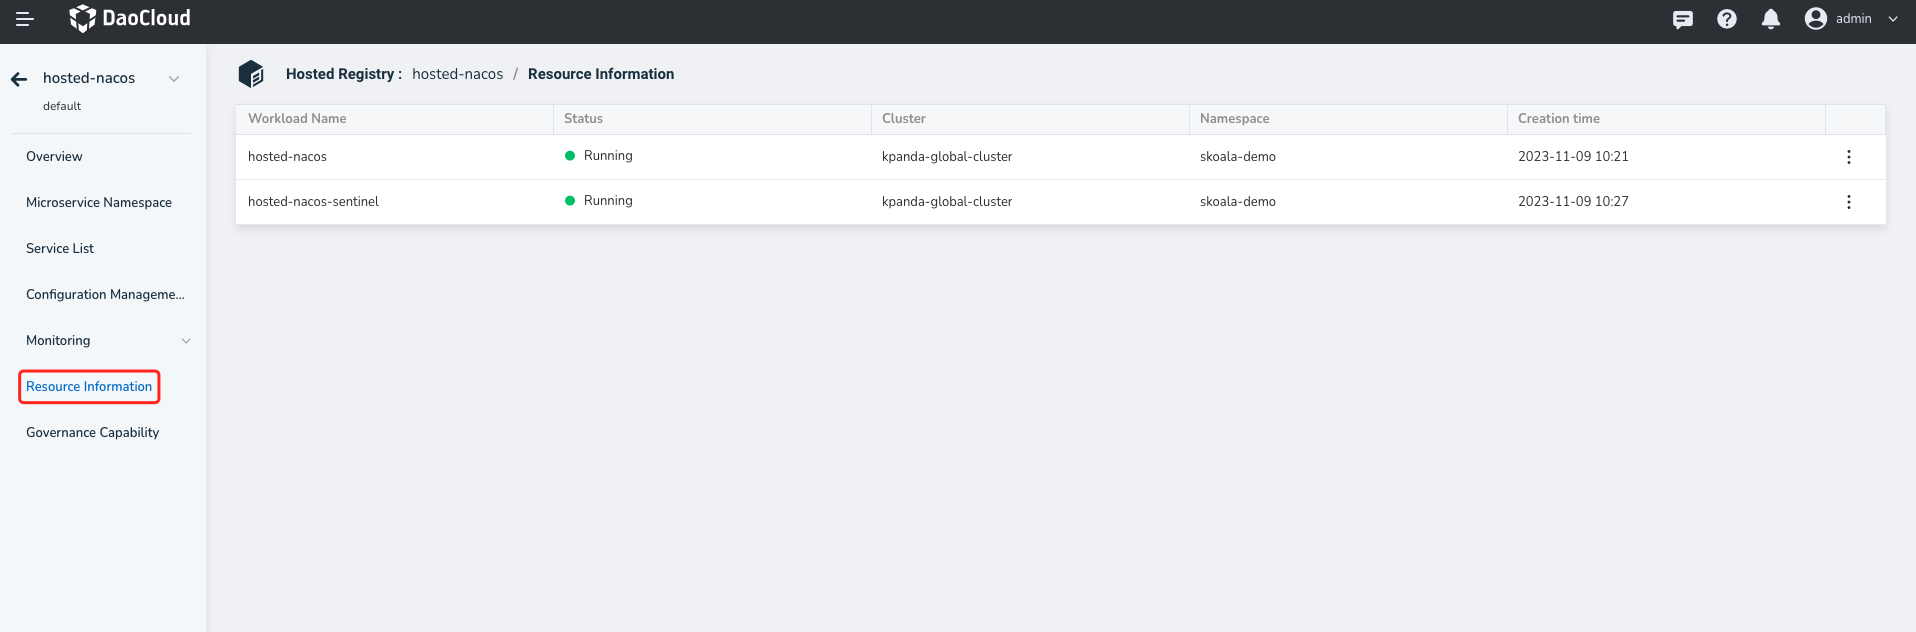 DaoCloud
admin
hosted-nacos
default
Overview
Microservice Namespace
Service List
Configuration Manageme...
Monitoring
Resource Information
Governance Capability
Hosted Registry : hosted-nacos / Resource Information
Workload Name Status Cluster Namespace Creation time
hosted-nacos Running kpanda-global-cluster skoala-demo 2023-11-09 10:21
hosted-nacos-sentinel Running kpanda-global-cluster skoala-demo 2023-11-09 10:27